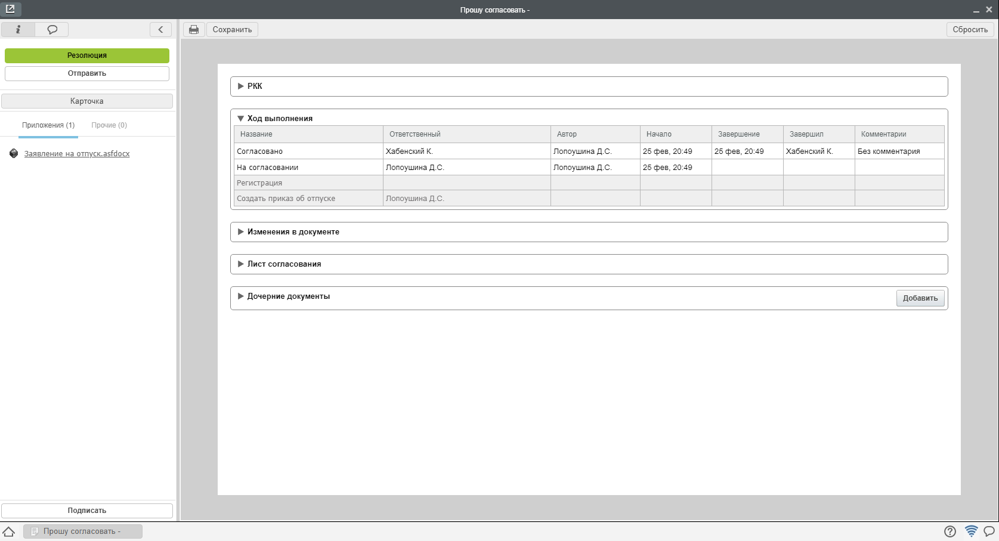 Прошу согласовать -
Сохранить
Сбросить
Резолюция
Отправить
Карточка
Приложения (1) Прочие (0)
Заявление на отпуск.asfdocx
Подписать
РКК
Ход выполнения
Название Ответственный Автор Начало Завершение Завершил Комментарии
Согласовано Хабенский К. Лопоушина Д.С. 25 фев, 20:49 25 фев, 20:49 Хабенский К. Без комментария
На согласовании Лопоушина Д.С. Лопоушина Д.С. 25 фев, 20:49
Регистрация
Создать приказ об отпуске Лопоушина Д.С.
Изменения в документе
Лист согласования
Дочерние документы Добавить
Прошу согласовать -